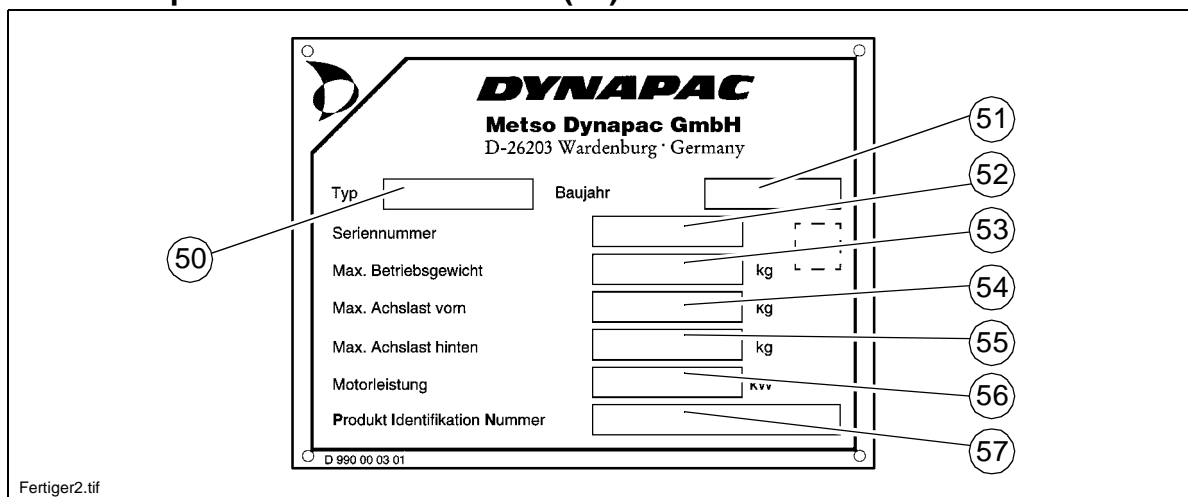 DYNAPAC
Metso Dynapac GmbH
D-26203 Wardenburg · Germany
51
Typ Baujahr
52
50
Seriennummer
53
Max. Betriebsgewicht kg
54
Max. Achslast vorn kg
55
Max. Achslast hinten kg
56
Motorleistung kW
Produkt Identifikation Nummer
57
D 990 00 03 01
Fertiger2.tif